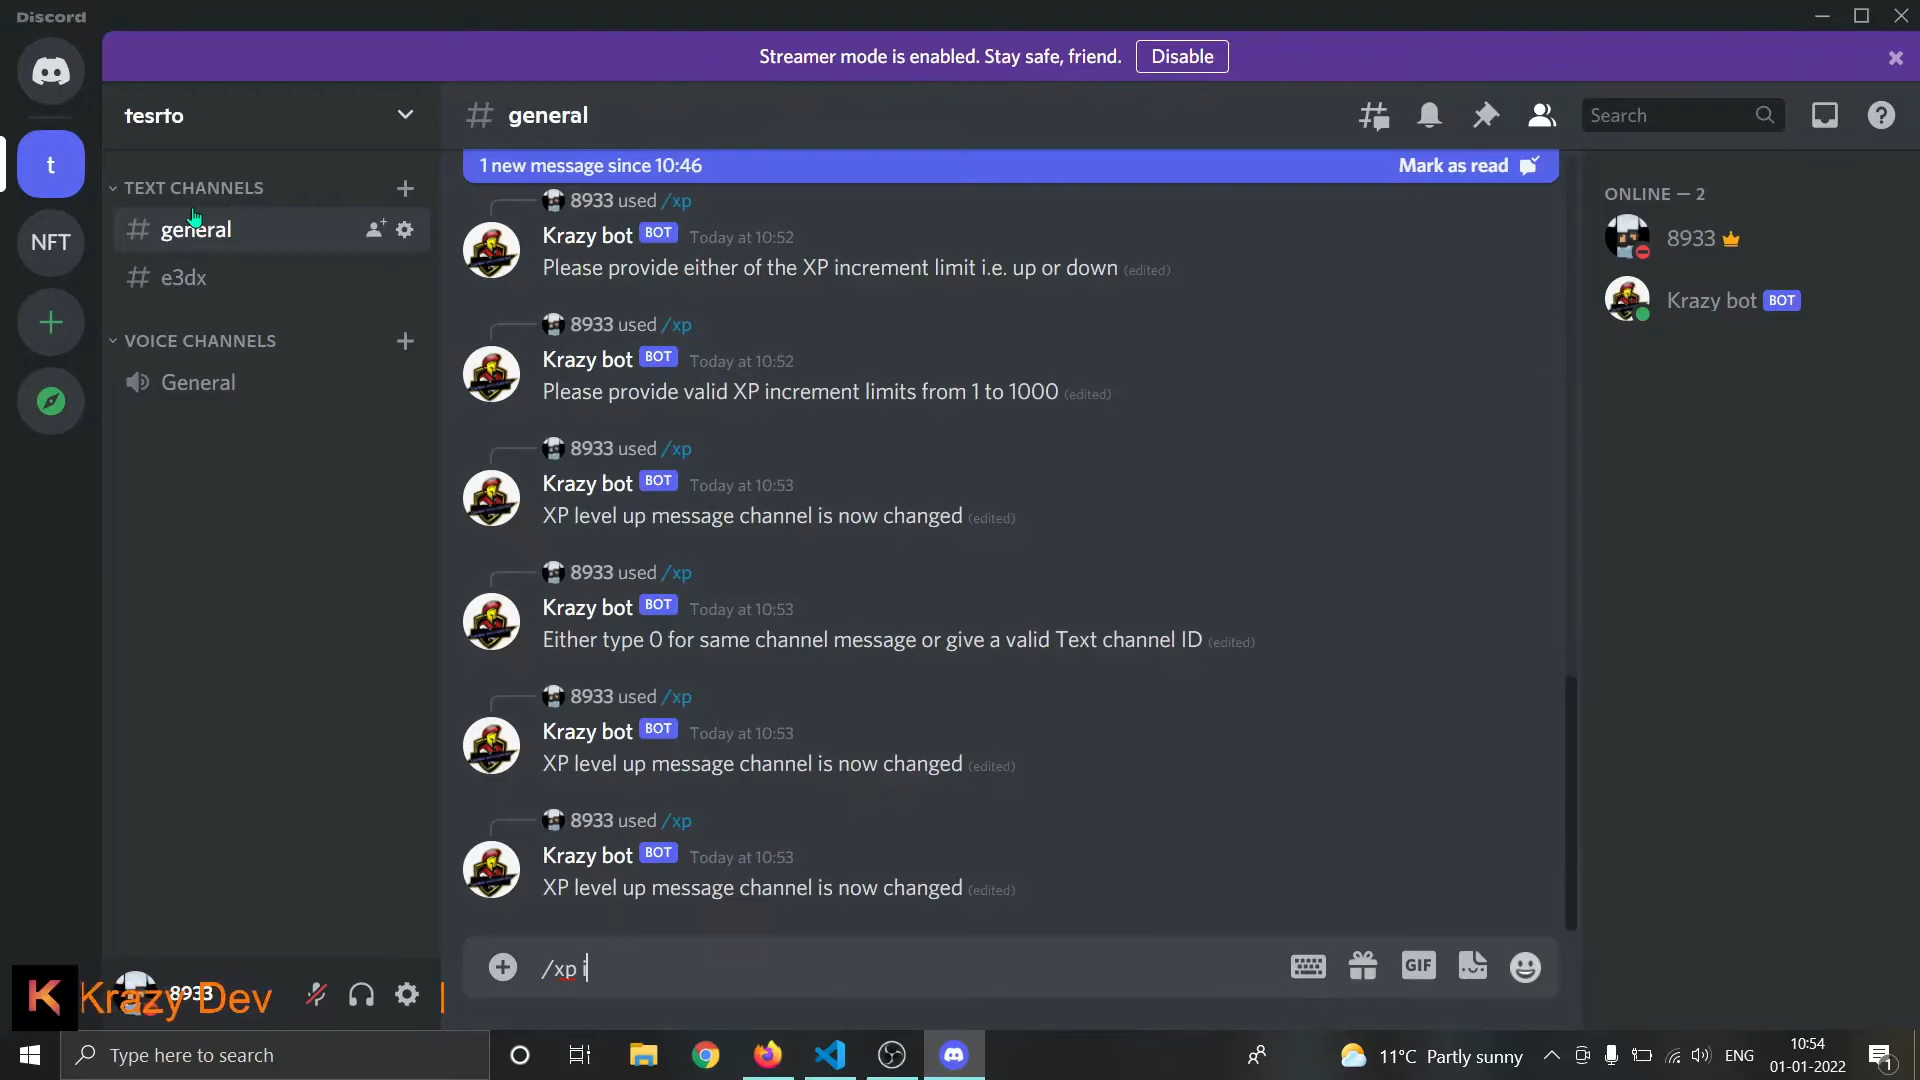 Discord
Streamer mode is enabled. Stay safe, friend. Disable
tesrto
general
Search
1 new message since 10:46
Mark as read
TEXT CHANNELS
general
e3dx
VOICE CHANNELS
General
t
NFT
8933 used /xp
Krazy bot BOT Today at 10:52
Please provide either of the XP increment limit i.e. up or down (edited)
8933 used /xp
Krazy bot BOT Today at 10:52
Please provide valid XP increment limits from 1 to 1000 (edited)
8933 used /xp
Krazy bot BOT Today at 10:53
XP level up message channel is now changed (edited)
8933 used /xp
Krazy bot BOT Today at 10:53
Either type 0 for same channel message or give a valid Text channel ID (edited)
8933 used /xp
Krazy bot BOT Today at 10:53
XP level up message channel is now changed (edited)
8933 used /xp
Krazy bot BOT Today at 10:53
XP level up message channel is now changed (edited)
/xp i
GIF
ONLINE — 2
8933
Krazy bot BOT
K Krazy Dev
8933
Type here to search
11°C Partly sunny
ENG
10:54
01-01-2022
1